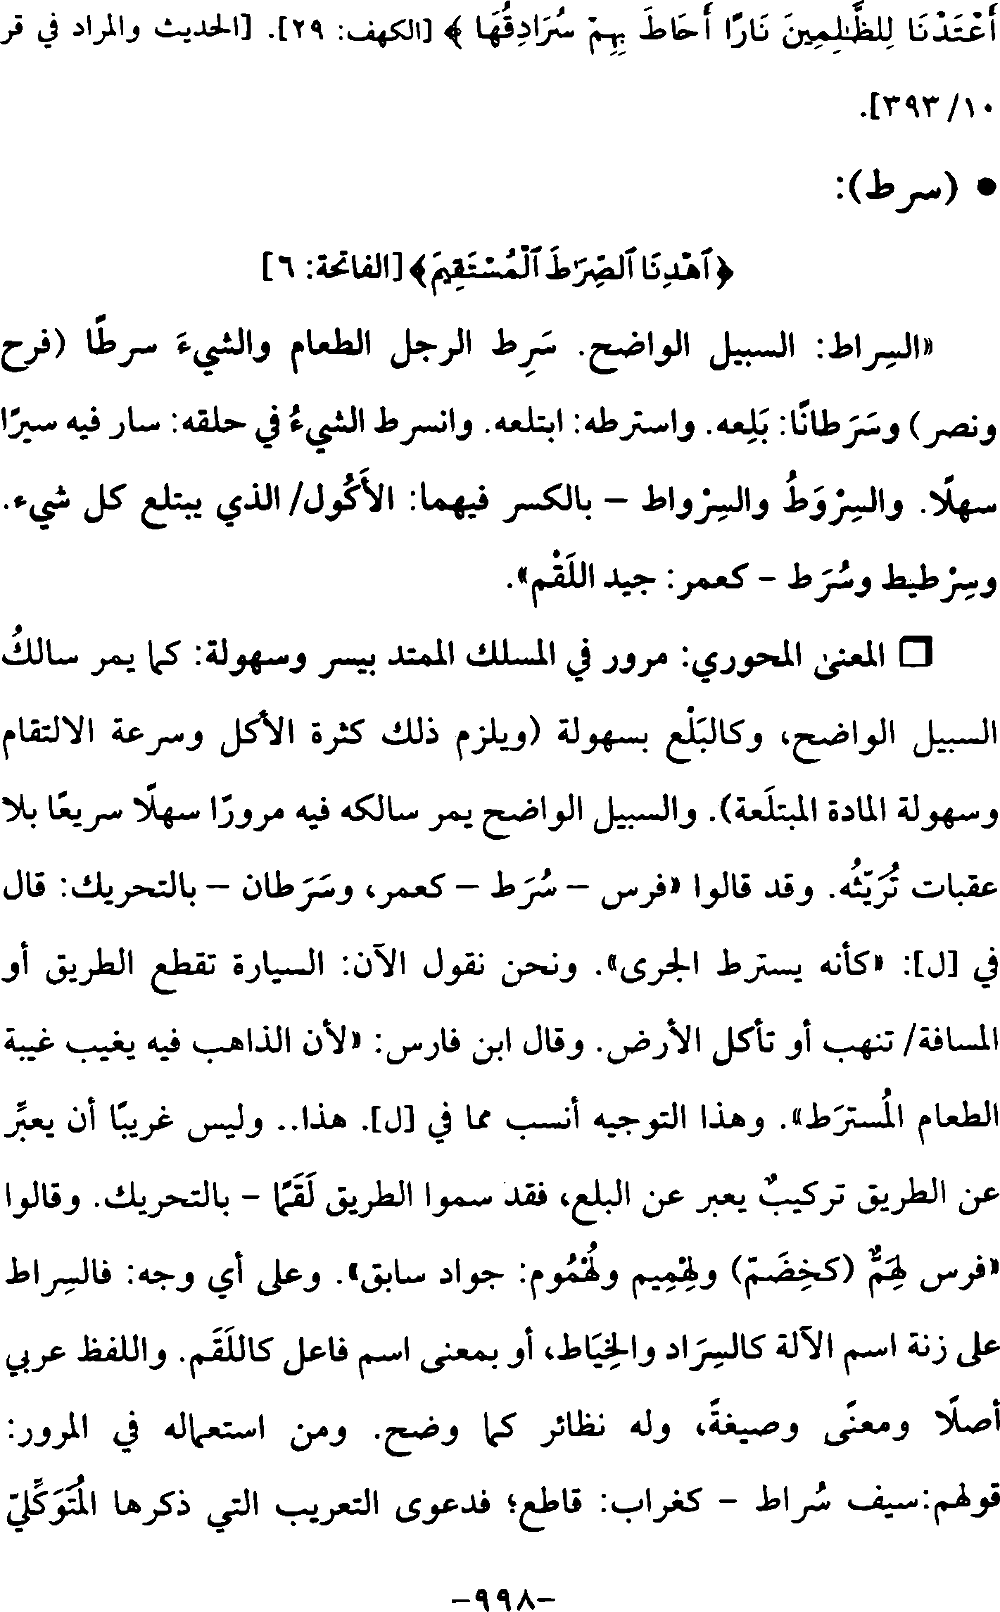 أَعْتَدْنَا لِلظَّٰلِمِينَ نَارًا أَحَاطَ بِهِمْ سُرَادِقُهَا ﴾ [الكهف: ٢٩]. [الحديث والمراد في قر
١٠/ ٣٩٣].
● (سرط):
﴿ٱهْدِنَا ٱلصِّرَٰطَ ٱلْمُسْتَقِيمَ﴾ [الفاتحة: ٦]
«السِراط: السبيل الواضح. سَرِط الرجل الطعام والشيءَ سرطًا (فرح
ونصر) وسَرَطانًا: بَلِعه. واسترطه: ابتلعه. وانسرط الشيءُ في حلقه: سار فيه سيرًا
سهلًا. والسِرْوَطُ والسِرْواط – بالكسر فيهما: الأَكُول/ الذي يبتلع كل شيء.
وسِرْطيط وسُرَط – كعمر: جيد اللَقْم».
❒ المعنى المحوري: مرور في المسلك الممتد بيسر وسهولة: كما يمر سالكُ
السبيل الواضح، وكالبَلْع بسهولة (ويلزم ذلك كثرة الأكل وسرعة الالتقام
وسهولة المادة المبتلَعة). والسبيل الواضح يمر سالكه فيه مرورًا سهلًا سريعًا بلا
عقبات تُرَيّثُه. وقد قالوا «فرس – سُرَط – كعمر، وسَرَطان – بالتحريك: قال
في [ل]: «كأنه يسترط الجرى». ونحن نقول الآن: السيارة تقطع الطريق أو
المسافة/ تنهب أو تأكل الأرض. وقال ابن فارس: «لأن الذاهب فيه يغيب غيبة
الطعام المُسترَط». وهذا التوجيه أنسب مما في [ل]. هذا.. وليس غريبًا أن يعبِّر
عن الطريق تركيبٌ يعبر عن البلع، فقد سموا الطريق لَقَمًا – بالتحريك. وقالوا
«فرس لِهَمٌّ (كخِضَمّ) ولِهْمِيم ولُهْمُوم: جواد سابق». وعلى أي وجه: فالسِراط
على زنة اسم الآلة كالسِرَاد والخِيَاط، أو بمعنى اسم فاعل كاللَقَم. واللفظ عربي
أصلًا ومعنًى وصيغةً، وله نظائر كما وضح. ومن استعماله في المرور:
قولهم:سيف سُراط – كغراب: قاطع؛ فدعوى التعريب التي ذكرها المُتَوَكِّليّ
-٩٩٨-